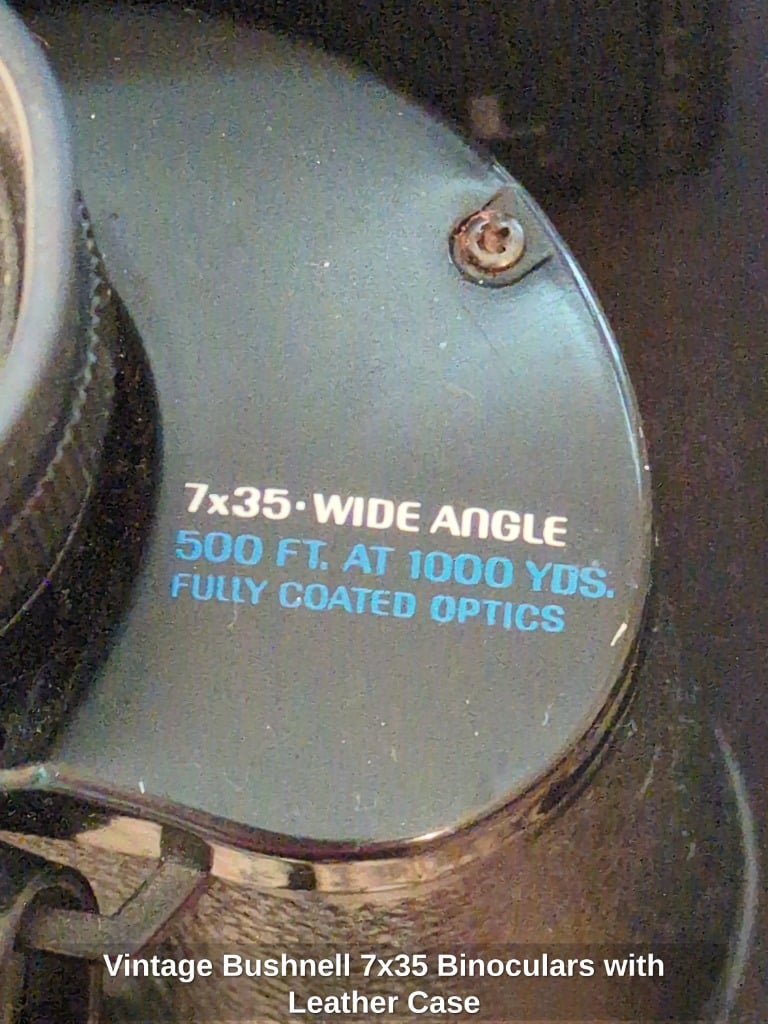 7x35·WIDE ANGLE
500 FT. AT 1000 YDS.
FULLY COATED OPTICS
Vintage Bushnell 7x35 Binoculars with
Leather Case